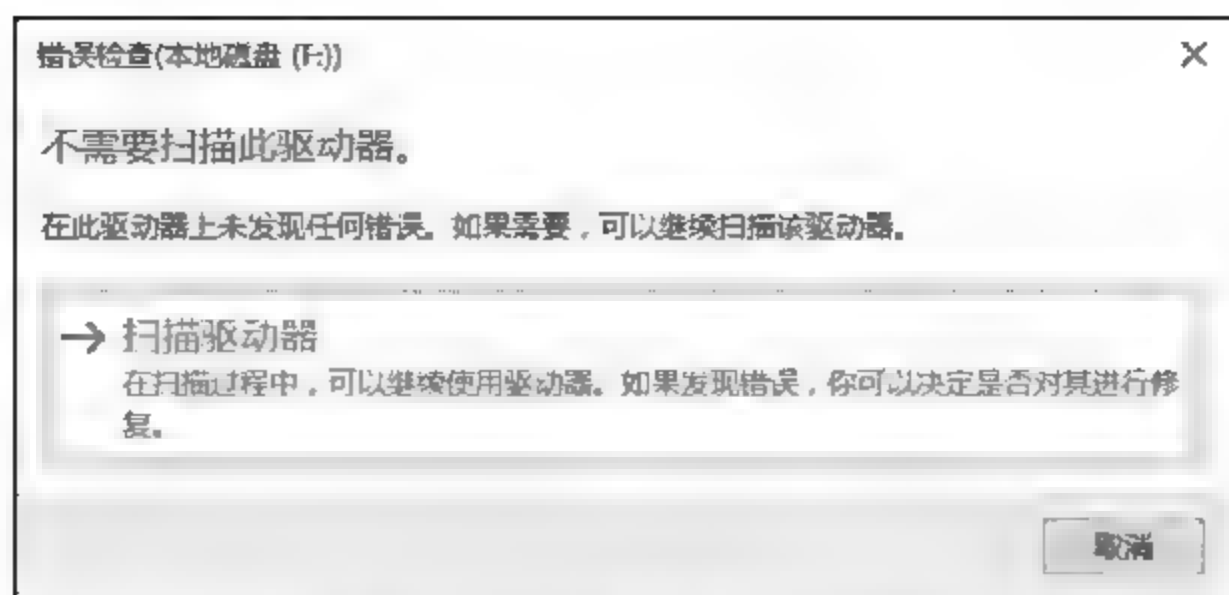 错误检查(本地磁盘 (F:))
不需要扫描此驱动器。
在此驱动器上未发现任何错误。如果需要，可以继续扫描该驱动器。
扫描驱动器
在扫描过程中，可以继续使用驱动器。如果发现错误，你可以决定是否对其进行修
复。
取消